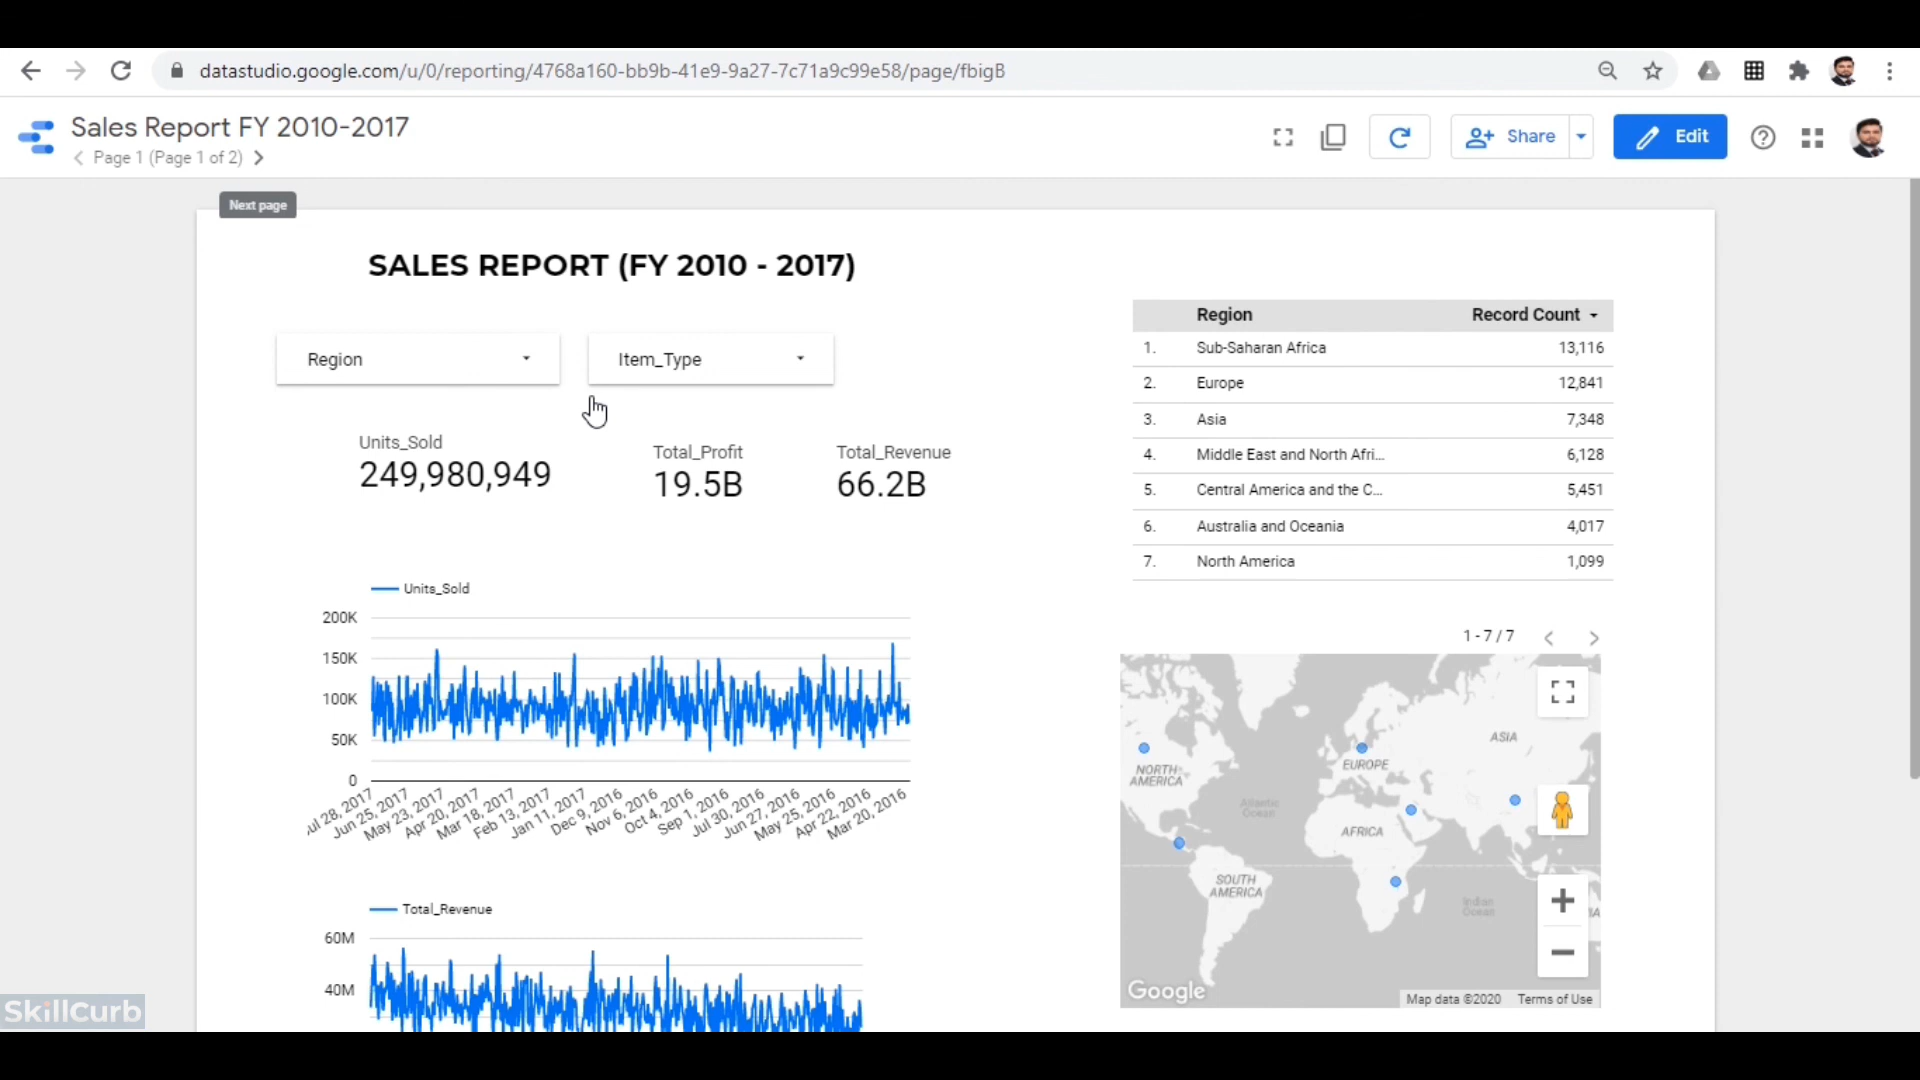 datastudio.google.com/u/0/reporting/4768a160-bb9b-41e9-9a27-7c71a9c99e58/page/fbigB
Sales Report FY 2010-2017
Page 1 (Page 1 of 2)
Share
Edit
Next page
SALES REPORT (FY 2010 - 2017)
Region
Item_Type
Units_Sold
249,980,949
Total_Profit
19.5B
Total_Revenue
66.2B
Region Record Count
1. Sub-Saharan Africa 13,116
2. Europe 12,841
3. Asia 7,348
4. Middle East and North Afri... 6,128
5. Central America and the C... 5,451
6. Australia and Oceania 4,017
7. North America 1,099
1 - 7 / 7
Units_Sold
200K
150K
100K
50K
0
Jun 25, 2017
May 23, 2017
Apr 20, 2017
Mar 18, 2017
Feb 13, 2017
Jan 11, 2017
Dec 9, 2016
Nov 6, 2016
Oct 4, 2016
Sep 1, 2016
Jul 30, 2016
Jun 27, 2016
May 25, 2016
Apr 22, 2016
Mar 20, 2016
Total_Revenue
60M
40M
NORTH
AMERICA
Atlantic
Ocean
EUROPE
ASIA
AFRICA
SOUTH
AMERICA
Indian
Ocean
Google
Map data ©2020
Terms of Use
SkillCurb